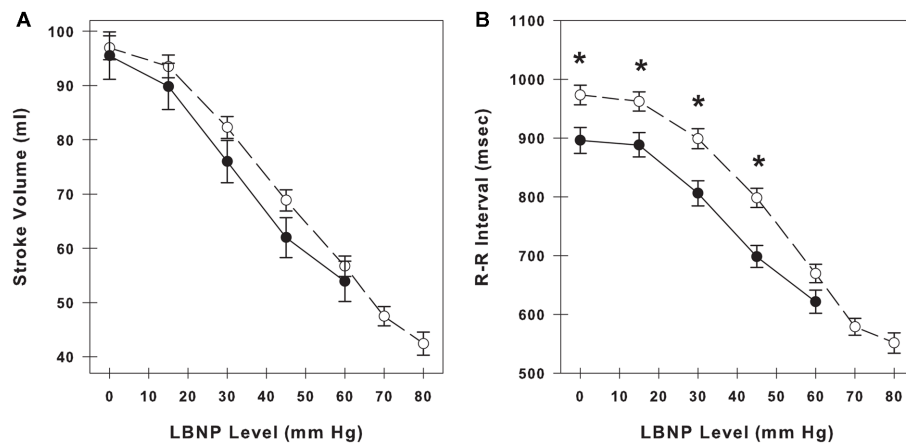 A
Stroke Volume (ml)
100
90
80
70
60
50
40
0 10 20 30 40 50 60 70 80
LBNP Level (mm Hg)
B
R-R Interval (msec)
1100
1000
900
800
700
600
500
* * * *
0 10 20 30 40 50 60 70 80
LBNP Level (mm Hg)